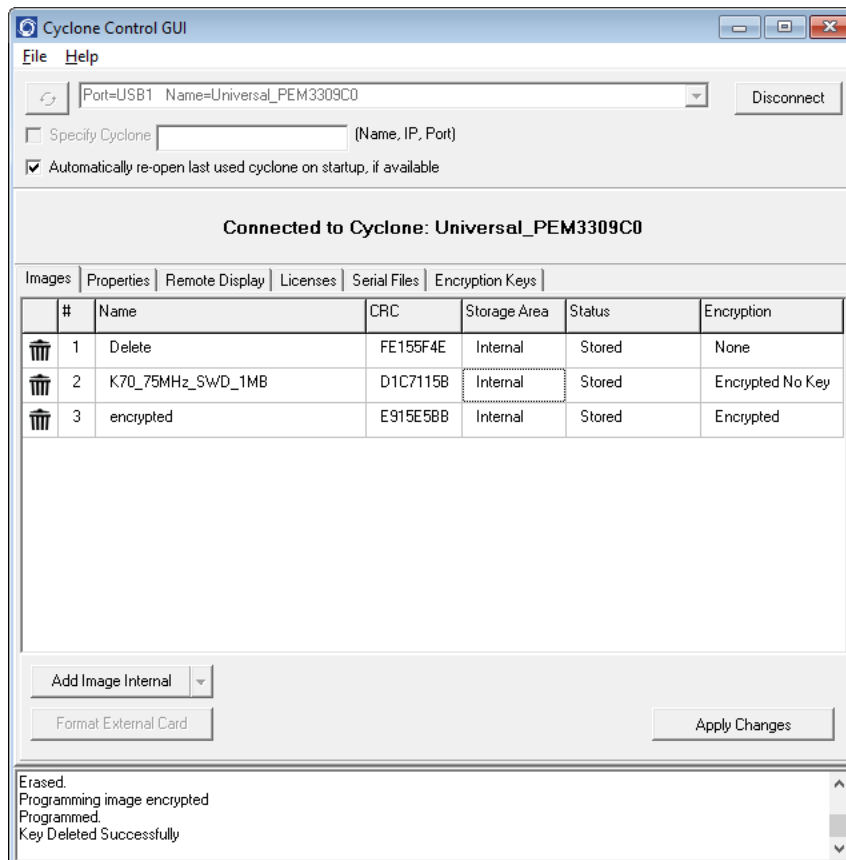 Cyclone Control GUI
File Help
Port=USB1 Name=Universal_PEM3309C0
Disconnect
Specify Cyclone (Name, IP, Port)
Automatically re-open last used cyclone on startup, if available
Connected to Cyclone: Universal_PEM3309C0
Images Properties Remote Display Licenses Serial Files Encryption Keys
# Name CRC Storage Area Status Encryption
1 Delete FE155F4E Internal Stored None
2 K70_75MHz_SWD_1MB D1C7115B Internal Stored Encrypted No Key
3 encrypted E915E5BB Internal Stored Encrypted
Add Image Internal
Format External Card Apply Changes
Erased.
Programming image encrypted
Programmed.
Key Deleted Successfully